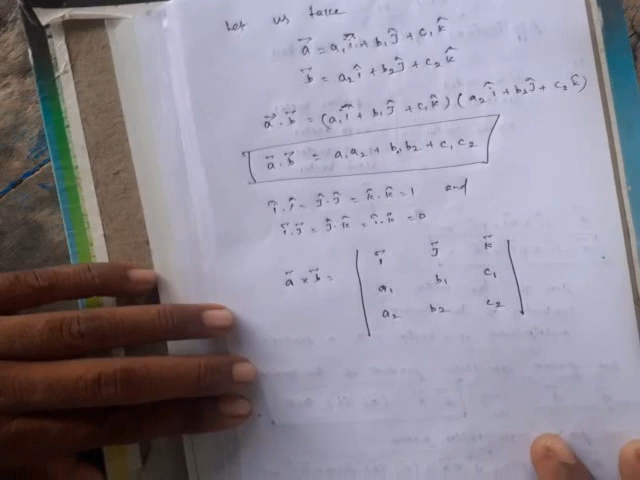 Let us take
a⃗ = a₁î + b₁ĵ + c₁k̂
b⃗ = a₂î + b₂ĵ + c₂k̂
a⃗ . b⃗ = (a₁î + b₁ĵ + c₁k̂) (a₂î + b₂ĵ + c₂k̂)
a⃗ . b⃗ = a₁a₂ + b₁b₂ + c₁c₂
î . î = ĵ . ĵ = k̂ . k̂ = 1 and
î . ĵ = ĵ . k̂ = î . k̂ = 0
a⃗ × b⃗ = | i⃗ j⃗ k⃗ |
a₁ b₁ c₁
a₂ b₂ c₂